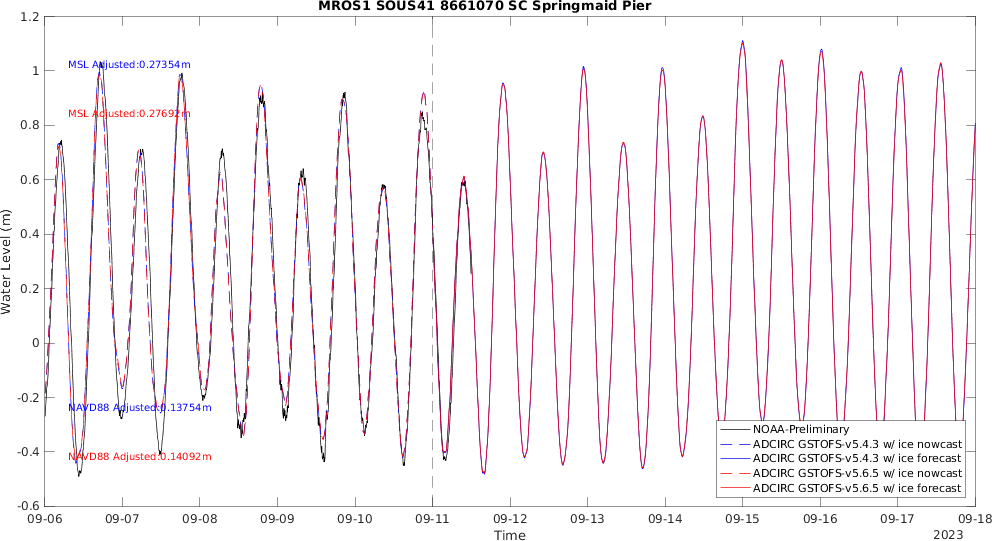 MROS1 SOUS41 8661070 SC Springmaid Pier
1.2
1
0.8
0.6
0.4
0.2
0
-0.2
-0.4
-0.6
Water Level (m)
MSL Adjusted:0.27354m
MSL Adjusted:0.27692m
NAVD88 Adjusted:0.13754m
NAVD88 Adjusted:0.14092m
NOAA-Preliminary
ADCIRC GSTOFS-v5.4.3 w/ ice nowcast
ADCIRC GSTOFS-v5.4.3 w/ ice forecast
ADCIRC GSTOFS-v5.6.5 w/ ice nowcast
ADCIRC GSTOFS-v5.6.5 w/ ice forecast
09-06 09-07 09-08 09-09 09-10 09-11 09-12 09-13 09-14 09-15 09-16 09-17 09-18
Time
2023